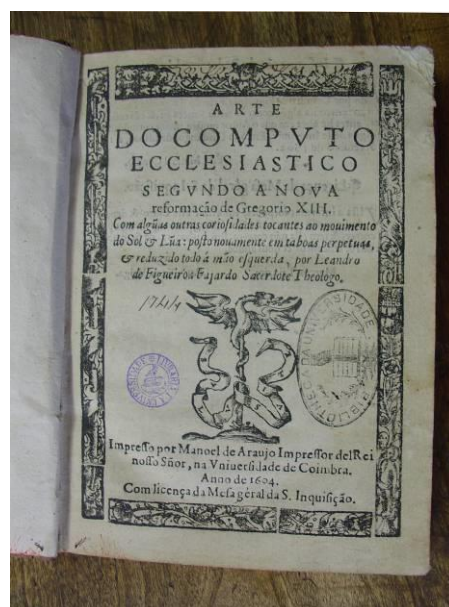 ARTE
DO COMPVTO
ECCLESIASTICO
SEGVNDO A NOVA
reformação de Gregorio XIII.
Com algũas outras coriosidades tocantes ao mouimento
do Sol & Lũa: posto nouamente em taboas perpetuas,
& reduzido todo á mão esquerda, por Leandro
de Figueiroa Fajardo Sacerdote Theologo.
Impresso por Manoel de Araujo Impressor del Rei
nosso Sñor, na Vniuersidade de Coimbra.
Anno de 1604.
Com licença da Mesa géral da S. Inquisição.